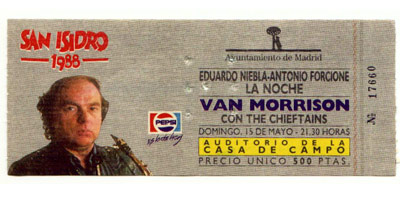 SAN ISIDRO
1988
PEPSI
Ayuntamiento de Madrid
EDUARDO NIEBLA-ANTONIO FORCIONE
LA NOCHE
VAN MORRISON
CON THE CHIEFTAINS
DOMINGO, 15 DE MAYO - 21,30 HORAS
AUDITORIO DE LA
CASA DE CAMPO
PRECIO UNICO 500 PTAS.
Nº 17660